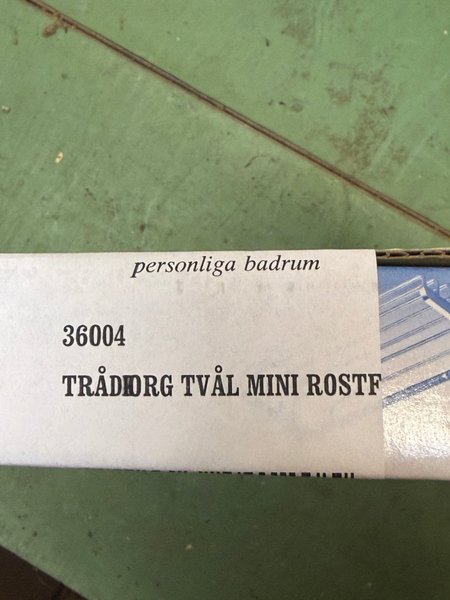 personliga badrum
36004
TRÅDKORG TVÅL MINI ROSTF